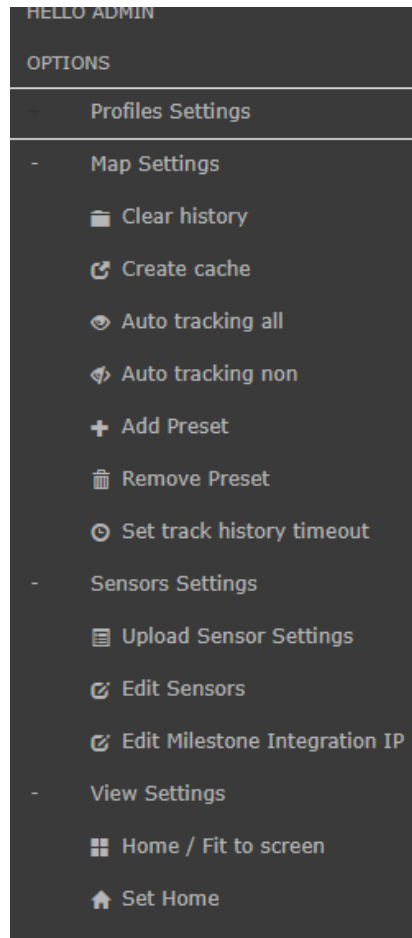 HELLO ADMIN
OPTIONS
+ Profiles Settings
- Map Settings
Clear history
Create cache
Auto tracking all
Auto tracking non
Add Preset
Remove Preset
Set track history timeout
- Sensors Settings
Upload Sensor Settings
Edit Sensors
Edit Milestone Integration IP
- View Settings
Home / Fit to screen
Set Home